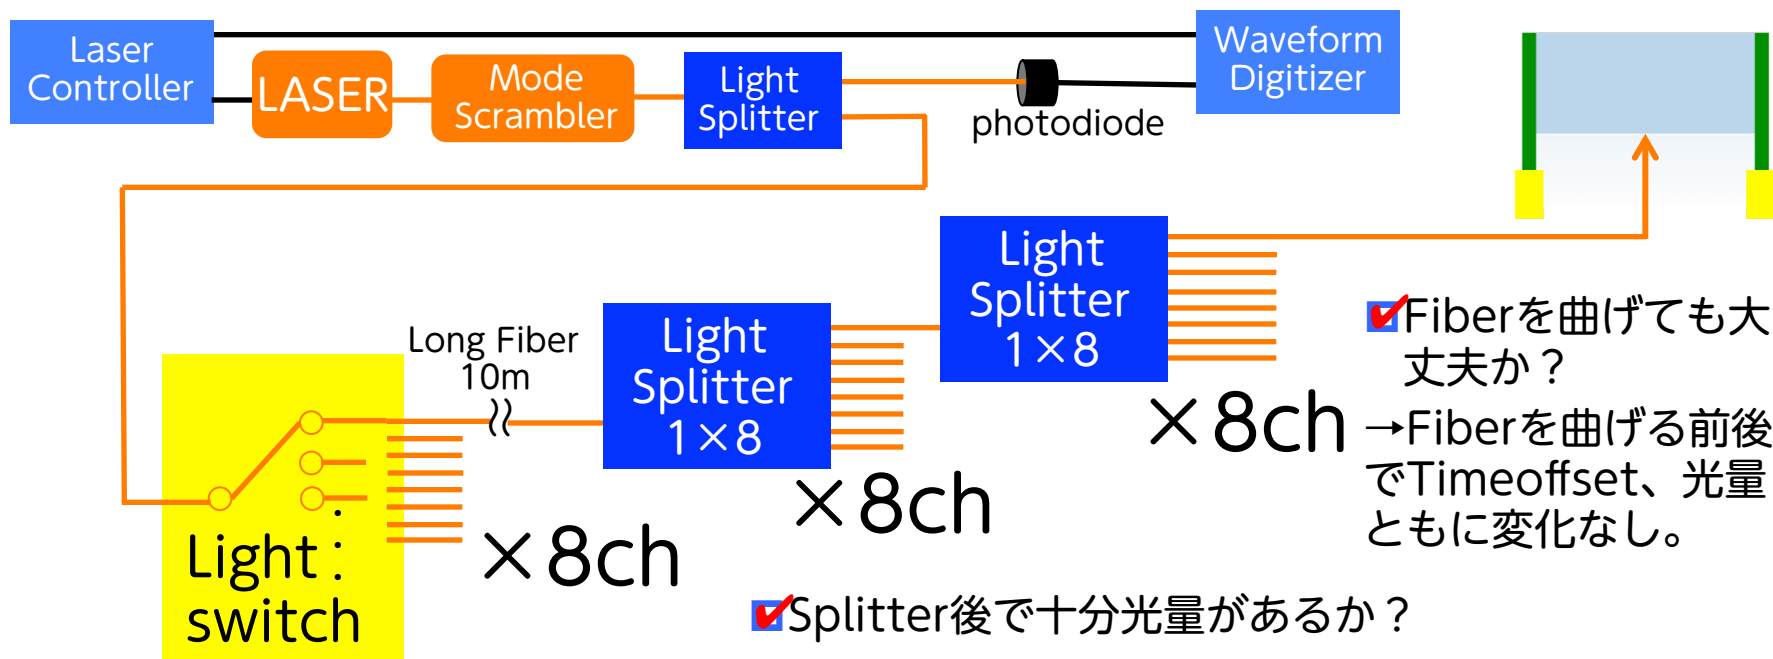 Laser
Controller
LASER
Mode
Scrambler
Light
Splitter
photodiode
Waveform
Digitizer
Long Fiber
10m
Light
Splitter
1×8
Light
Splitter
1×8
×8ch
×8ch
×8ch
Light
switch
Fiberを曲げても大
丈夫か？
→Fiberを曲げる前後
でTimeoffset、光量
ともに変化なし。
Splitter後で十分光量があるか？